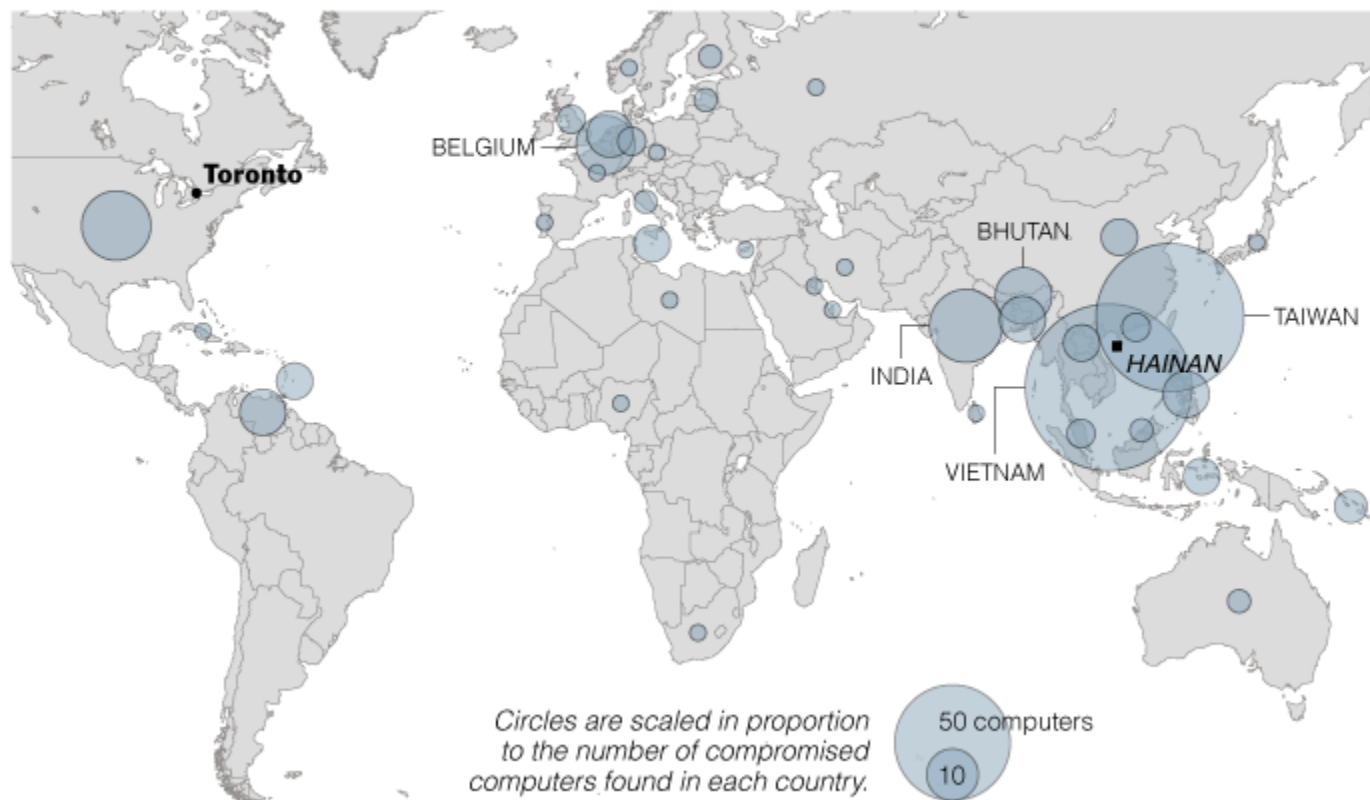 BELGIUM
Toronto
BHUTAN
TAIWAN
HAINAN
INDIA
VIETNAM
Circles are scaled in proportion
to the number of compromised
computers found in each country.
50 computers
10